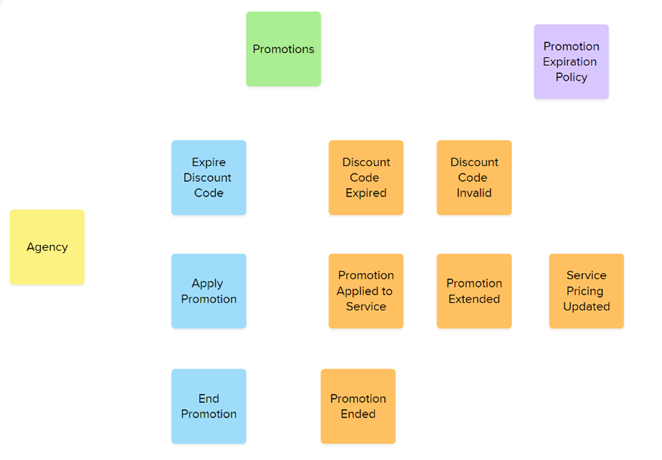 Promotions
Promotion
Expiration
Policy
Expire
Discount
Code
Discount
Code
Expired
Discount
Code
Invalid
Agency
Apply
Promotion
Promotion
Applied to
Service
Promotion
Extended
Service
Pricing
Updated
End
Promotion
Promotion
Ended